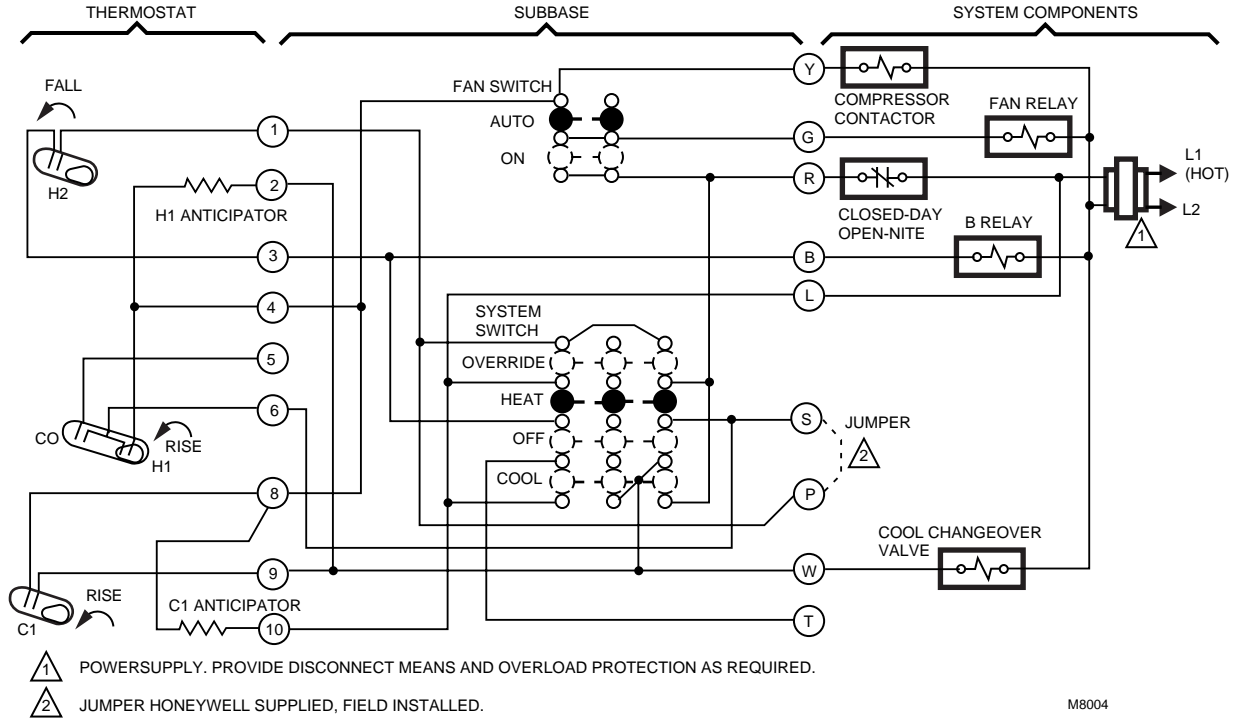 THERMOSTAT
SUBBASE
SYSTEM COMPONENTS
FALL
H2
H1 ANTICIPATOR
CO
RISE
H1
RISE
C1
C1 ANTICIPATOR
1
2
3
4
5
6
8
9
10
FAN SWITCH
AUTO
ON
SYSTEM
SWITCH
OVERRIDE
HEAT
OFF
COOL
Y
G
R
B
L
S
P
W
T
COMPRESSOR
CONTACTOR
FAN RELAY
CLOSED-DAY
OPEN-NITE
B RELAY
L1
(HOT)
L2
1
JUMPER
2
COOL CHANGEOVER
VALVE
1 POWERSUPPLY. PROVIDE DISCONNECT MEANS AND OVERLOAD PROTECTION AS REQUIRED.
2 JUMPER HONEYWELL SUPPLIED, FIELD INSTALLED.
M8004